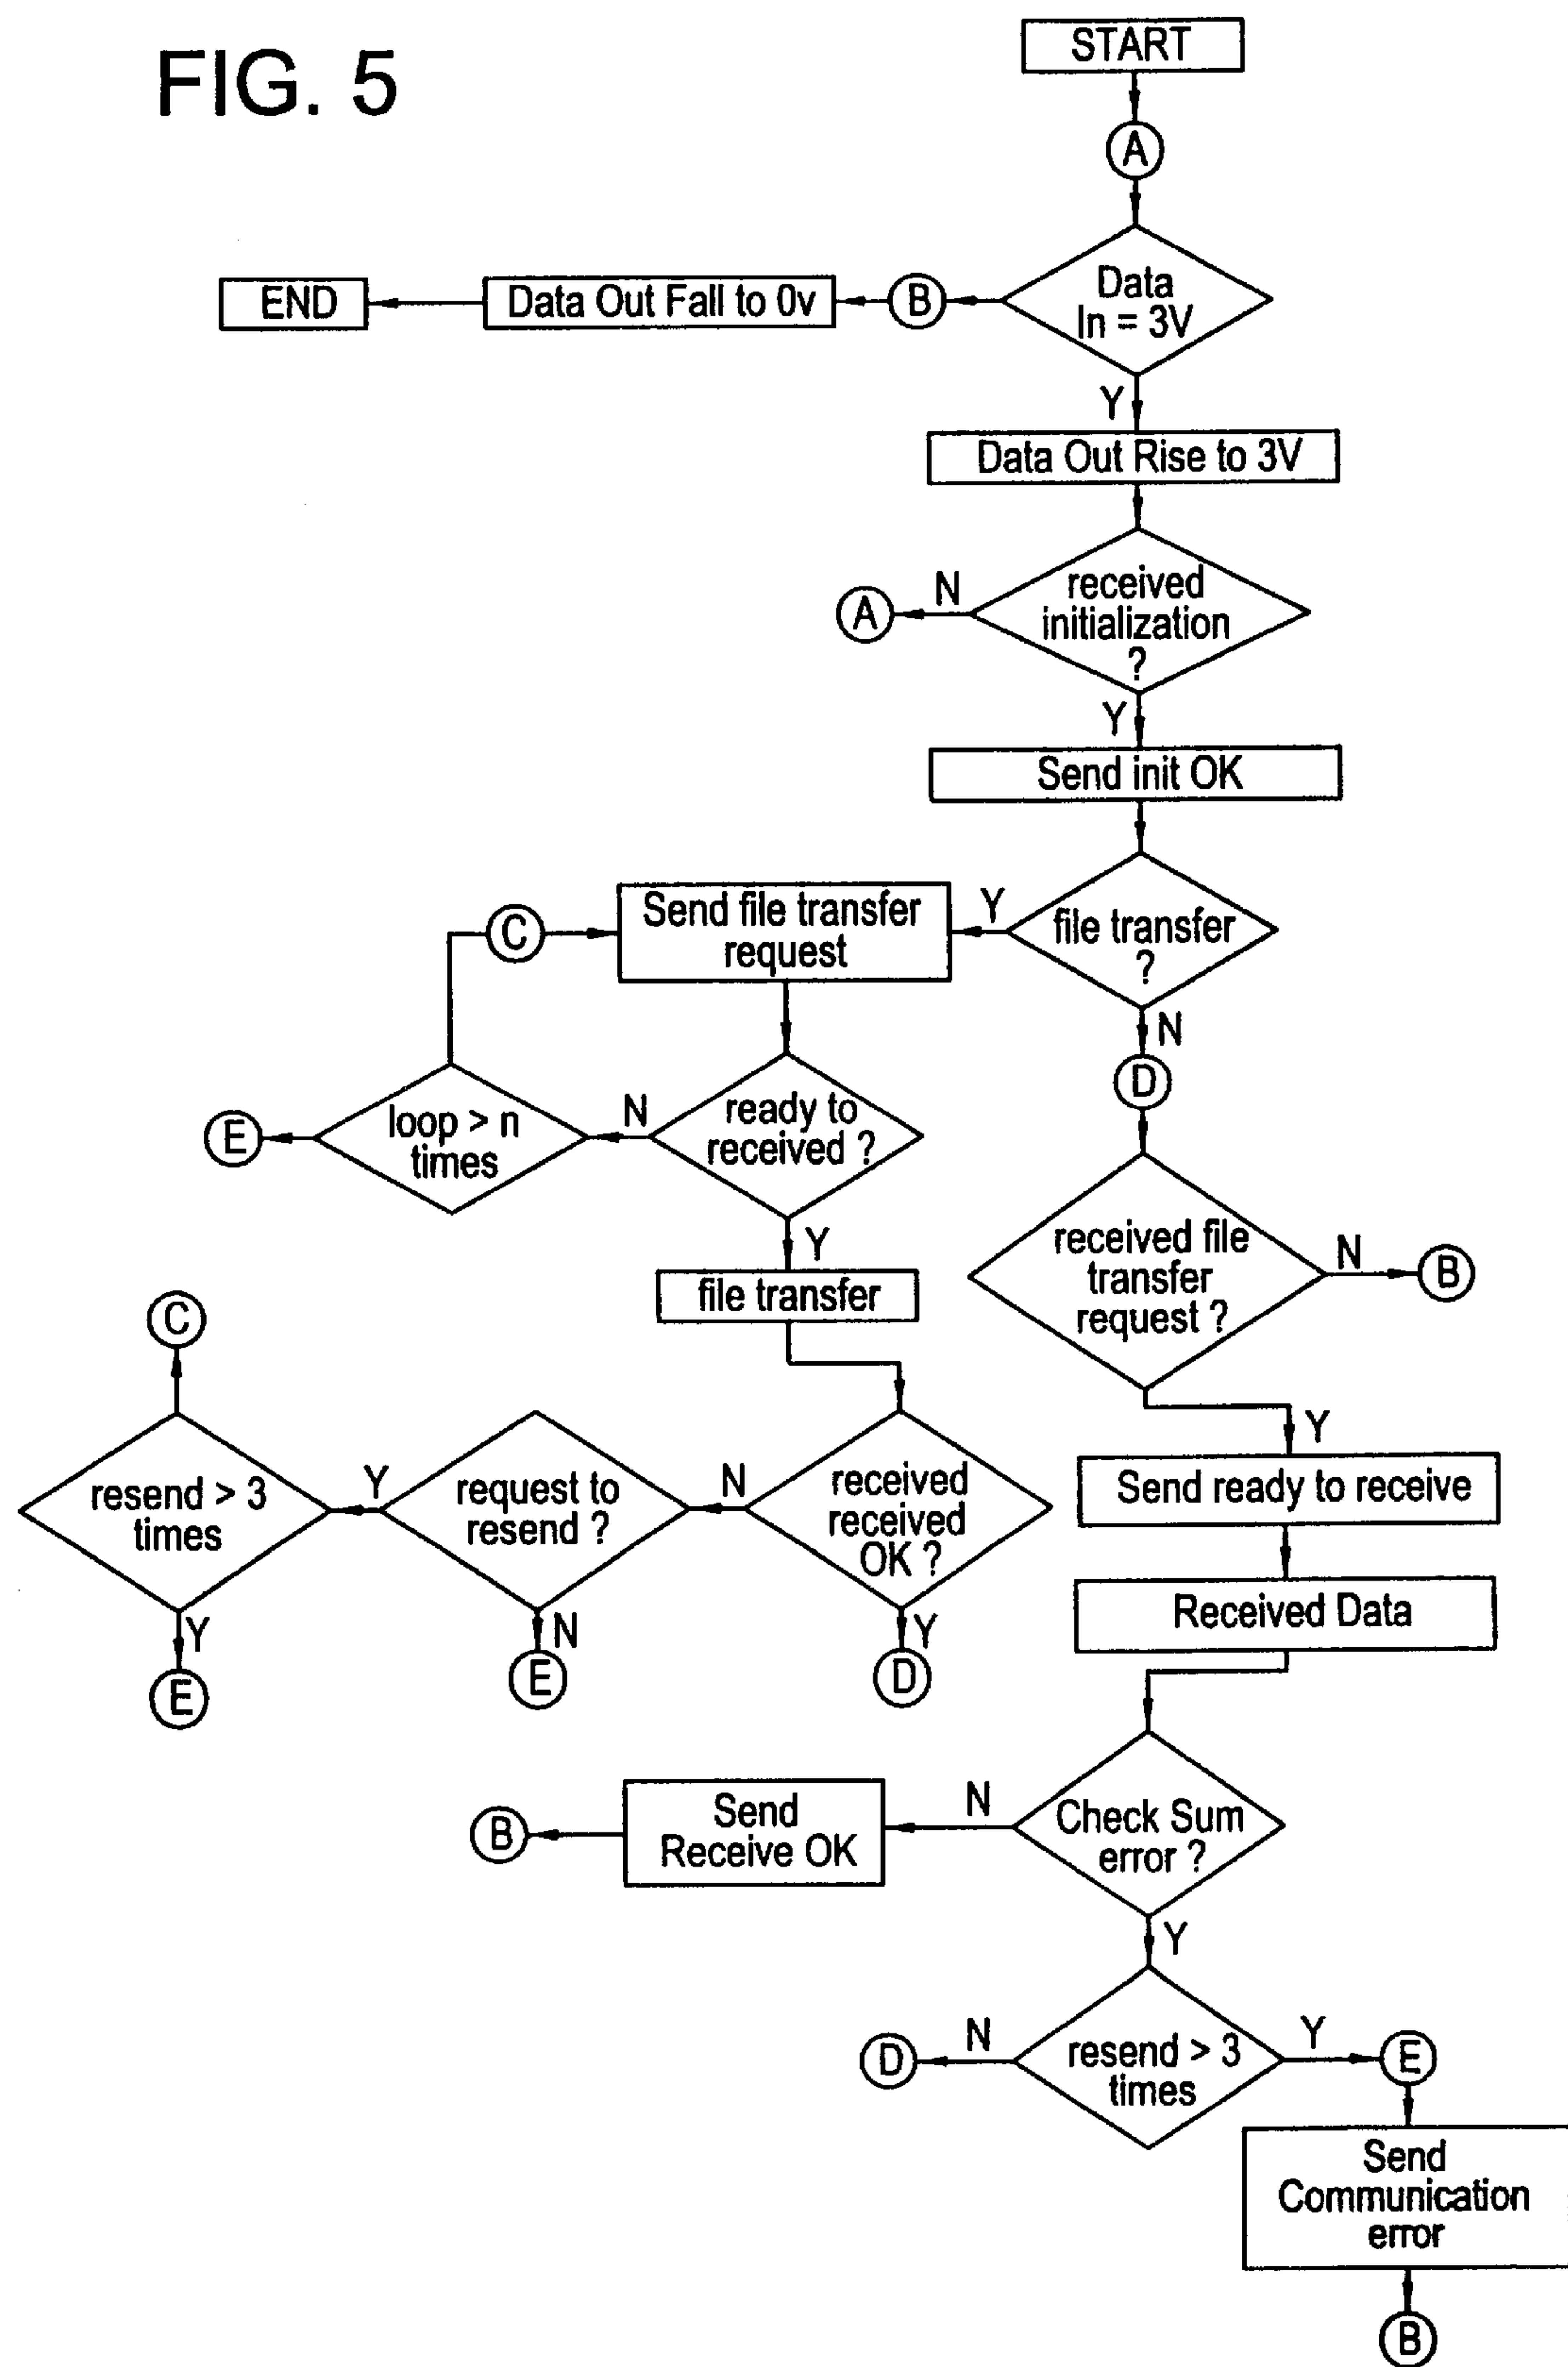 FIG. 5
START
A
Data
In = 3V
B
Data Out Fall to 0v
END
Y
Data Out Rise to 3V
received
initialization
?
N
A
Y
Send init OK
file transfer
?
Y
Send file transfer
request
C
N
D
ready to
received ?
N
loop > n
times
E
Y
file transfer
received file
transfer
request ?
N
B
Y
Send ready to receive
Received Data
received
received
OK ?
N
request to
resend ?
Y
resend > 3
times
C
Y
E
N
E
Y
D
Check Sum
error ?
N
Send
Receive OK
B
Y
resend > 3
times
N
D
Y
E
Send
Communication
error
B